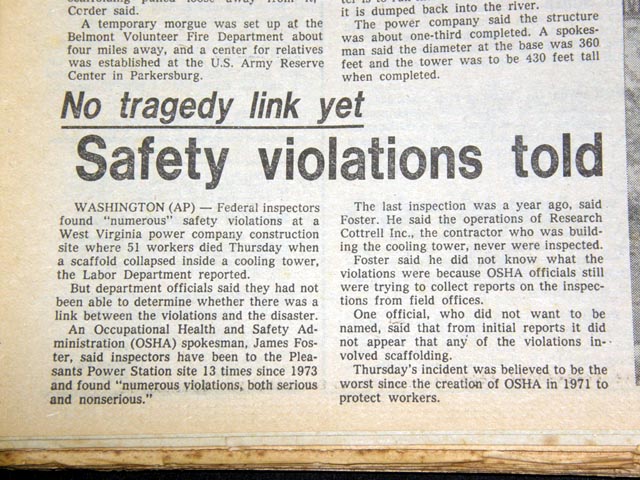 Corder said.
A temporary morgue was set up at the
Belmont Volunteer Fire Department about
four miles away, and a center for relatives
was established at the U.S. Army Reserve
Center in Parkersburg.
it is dumped back into the river.
The power company said the structure
was about one-third completed. A spokes-
man said the diameter at the base was 360
feet and the tower was to be 430 feet tall
when completed.
No tragedy link yet
Safety violations told
WASHINGTON (AP) — Federal inspectors
found "numerous" safety violations at a
West Virginia power company construction
site where 51 workers died Thursday when
a scaffold collapsed inside a cooling tower,
the Labor Department reported.
But department officials said they had not
been able to determine whether there was a
link between the violations and the disaster.
An Occupational Health and Safety Ad-
ministration (OSHA) spokesman, James Fos-
ter, said inspectors have been to the Plea-
sants Power Station site 13 times since 1973
and found "numerous violations, both serious
and nonserious."
The last inspection was a year ago, said
Foster. He said the operations of Research
Cottrell Inc., the contractor who was build-
ing the cooling tower, never were inspected.
Foster said he did not know what the
violations were because OSHA officials still
were trying to collect reports on the inspec-
tions from field offices.
One official, who did not want to be
named, said that from initial reports it did
not appear that any of the violations in-
volved scaffolding.
Thursday's incident was believed to be the
worst since the creation of OSHA in 1971 to
protect workers.